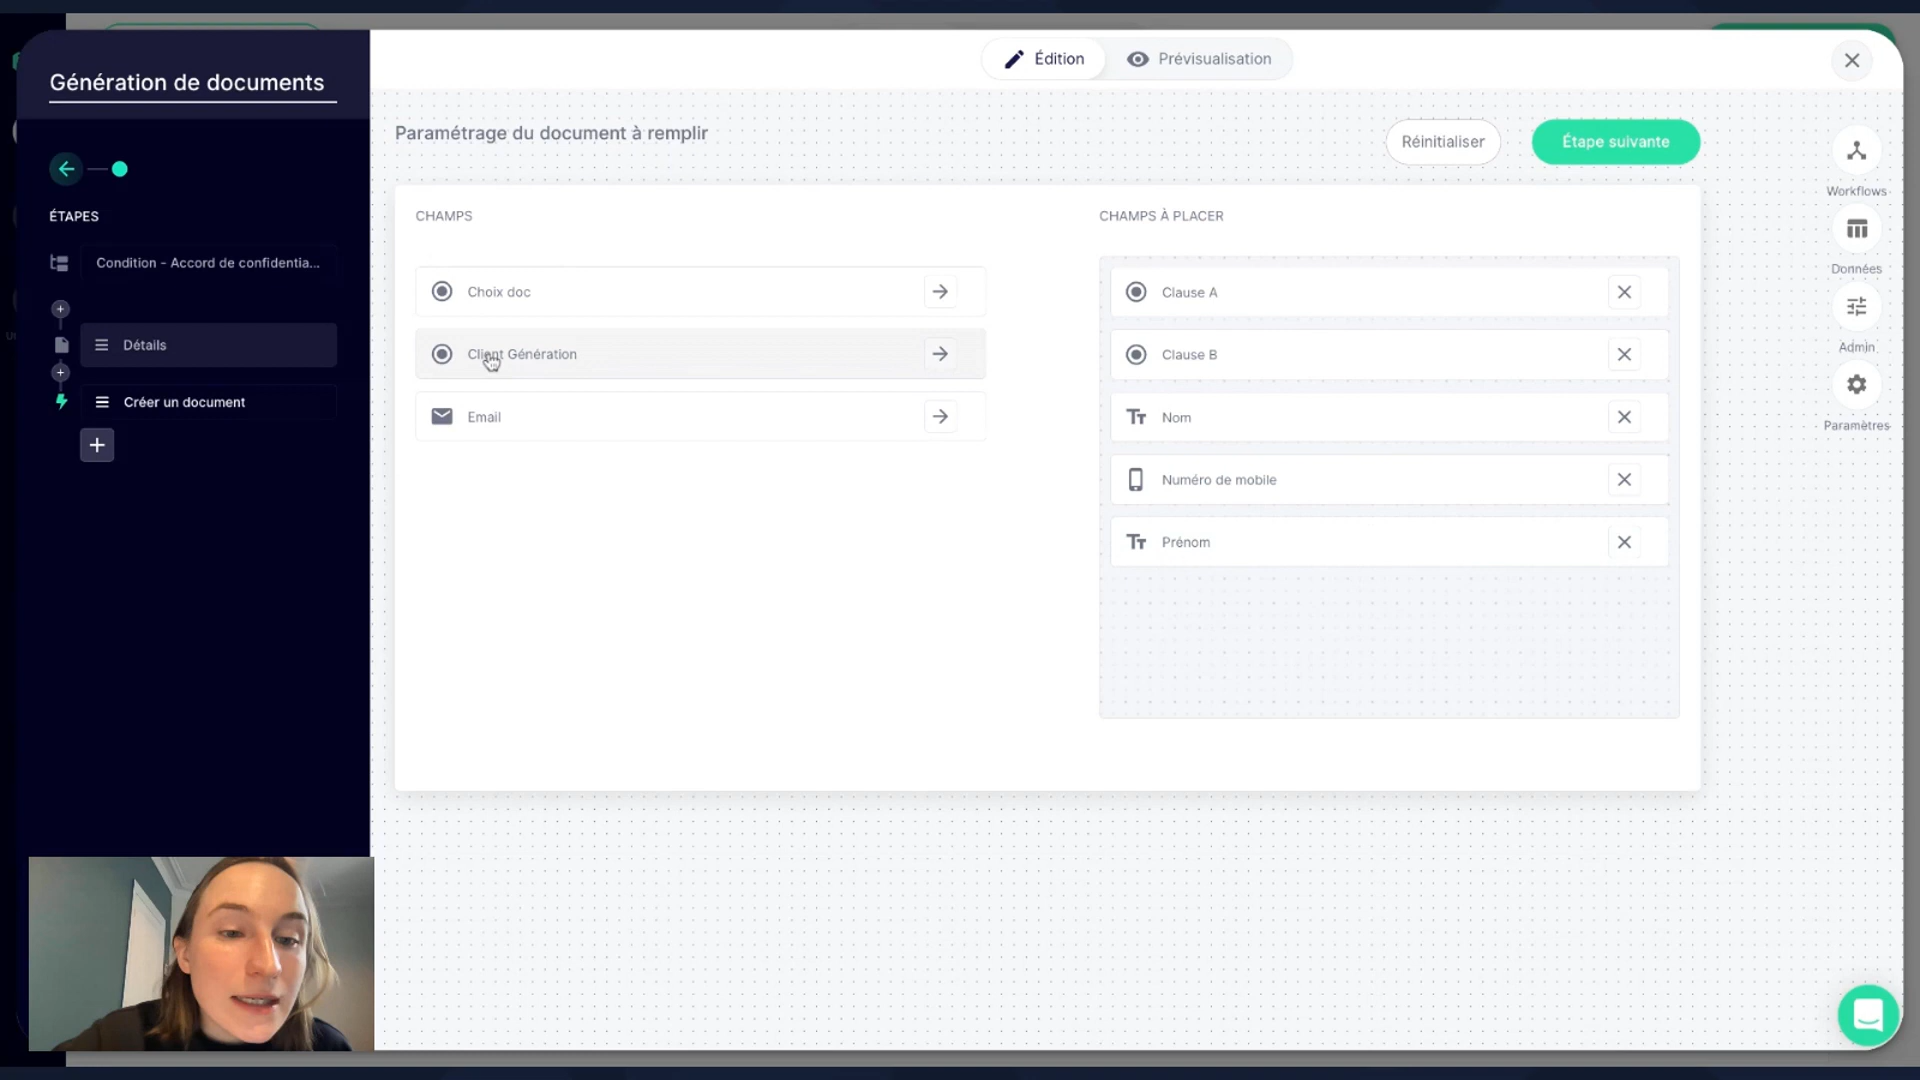 Génération de documents
Édition
Prévisualisation
Paramétrage du document à remplir
Réinitialiser
Étape suivante
Workflows
Données
Admin
Paramètres
ÉTAPES
Condition - Accord de confidentia...
Détails
Créer un document
CHAMPS
Choix doc
Client Génération
Email
CHAMPS À PLACER
Clause A
Clause B
Nom
Numéro de mobile
Prénom